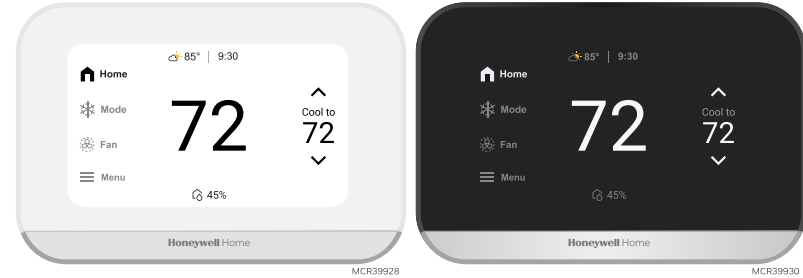 85° | 9:30
Home
Mode
Fan
Menu
72
Cool to
72
45%
Honeywell Home
MCR39928
85° | 9:30
Home
Mode
Fan
Menu
72
Cool to
72
45%
Honeywell Home
MCR39930